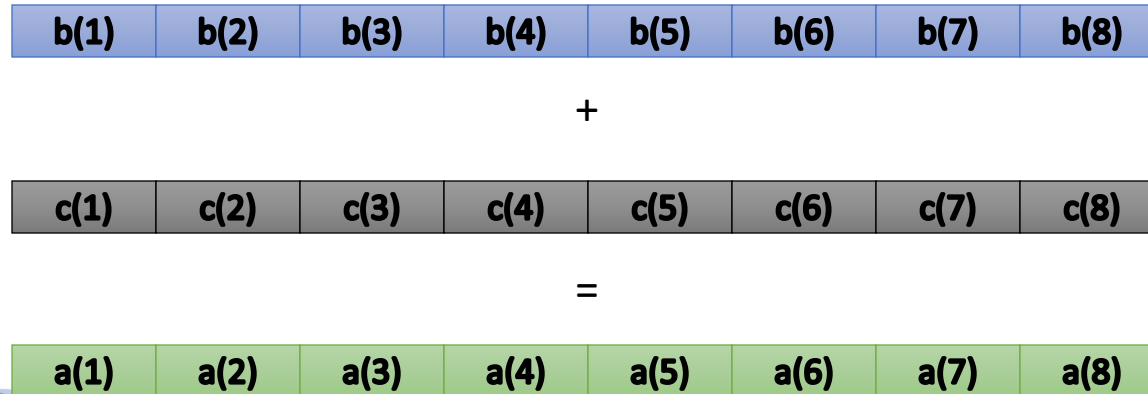 b(1) b(2) b(3) b(4) b(5) b(6) b(7) b(8)
+
c(1) c(2) c(3) c(4) c(5) c(6) c(7) c(8)
=
a(1) a(2) a(3) a(4) a(5) a(6) a(7) a(8)